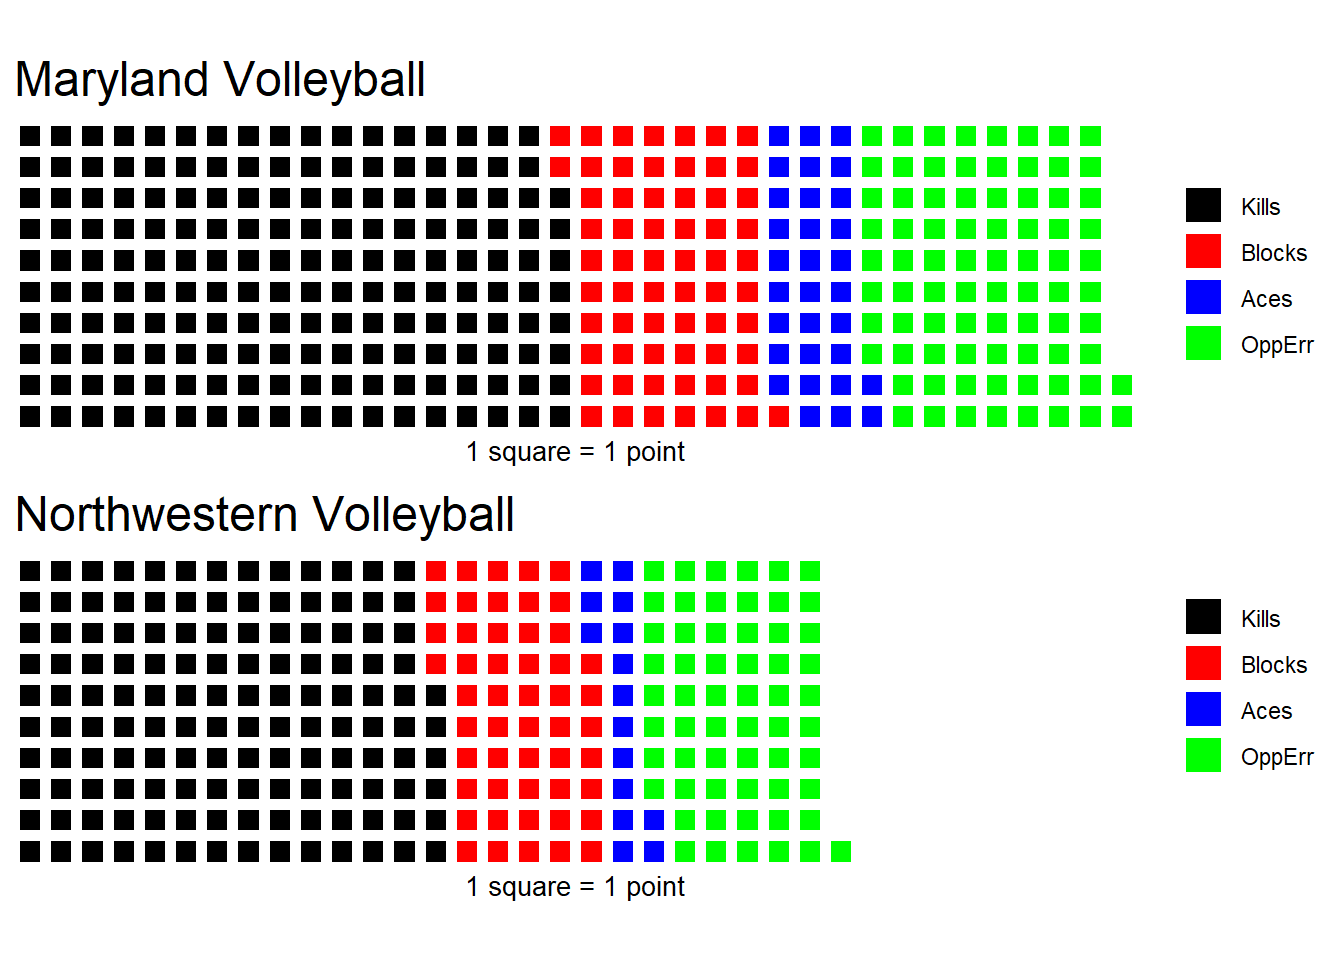 Maryland Volleyball
Kills
Blocks
Aces
OppErr
1 square = 1 point
Northwestern Volleyball
Kills
Blocks
Aces
OppErr
1 square = 1 point